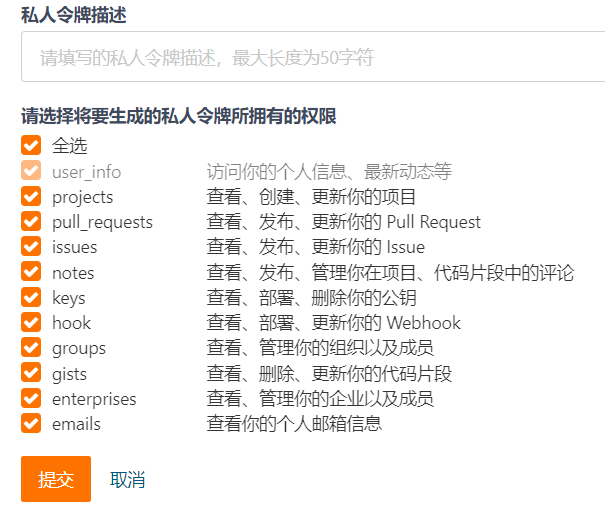 私人令牌描述
请填写的私人令牌描述，最大长度为50字符
请选择将要生成的私人令牌所拥有的权限
全选
user_info 访问你的个人信息、最新动态等
projects 查看、创建、更新你的项目
pull_requests 查看、发布、更新你的 Pull Request
issues 查看、发布、更新你的 Issue
notes 查看、发布、管理你在项目、代码片段中的评论
keys 查看、部署、删除你的公钥
hook 查看、部署、更新你的 Webhook
groups 查看、管理你的组织以及成员
gists 查看、删除、更新你的代码片段
enterprises 查看、管理你的企业以及成员
emails 查看你的个人邮箱信息
提交 取消